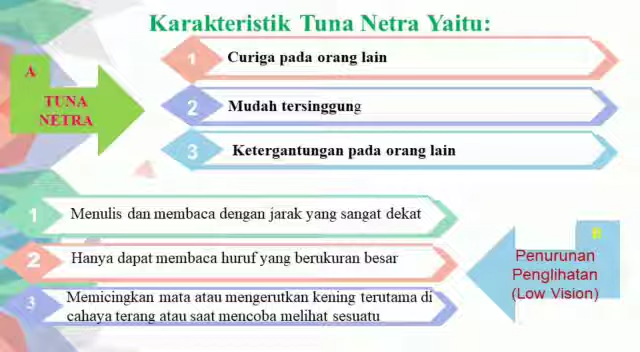 Karakteristik Tuna Netra Yaitu:
A
TUNA
NETRA
1
Curiga pada orang lain
2
Mudah tersinggung
3
Ketergantungan pada orang lain
1
Menulis dan membaca dengan jarak yang sangat dekat
2
Hanya dapat membaca huruf yang berukuran besar
3
Memicingkan mata atau mengerutkan kening terutama di
cahaya terang atau saat mencoba melihat sesuatu
B
Penurunan
Penglihatan
(Low Vision)